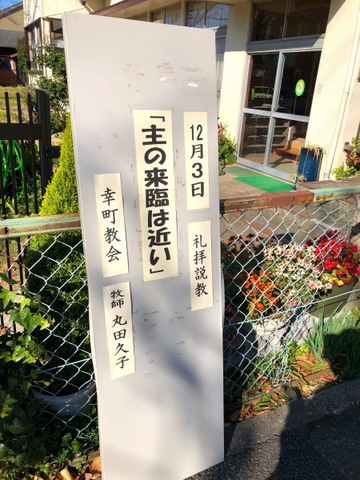 12月3日
礼拝説教
「主の来臨は近い」
幸町教会
牧師 丸田久子